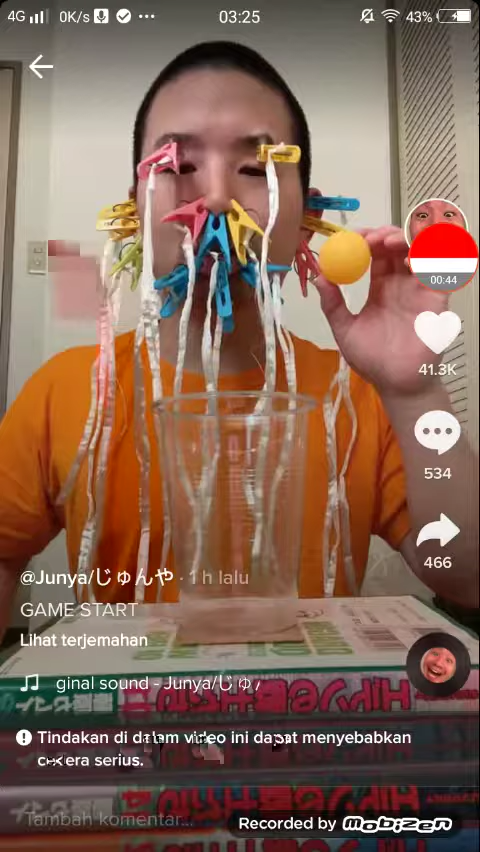 4G 0K/s 03:25 43%
00:44
41.3K
534
466
@Junya/じゅんや · 1 h lalu
GAME START
Lihat terjemahan
ginal sound - Junya/じゅ
Tindakan di dalam video ini dapat menyebabkan
cedera serius.
Tambah komentar...
Recorded by mobizen